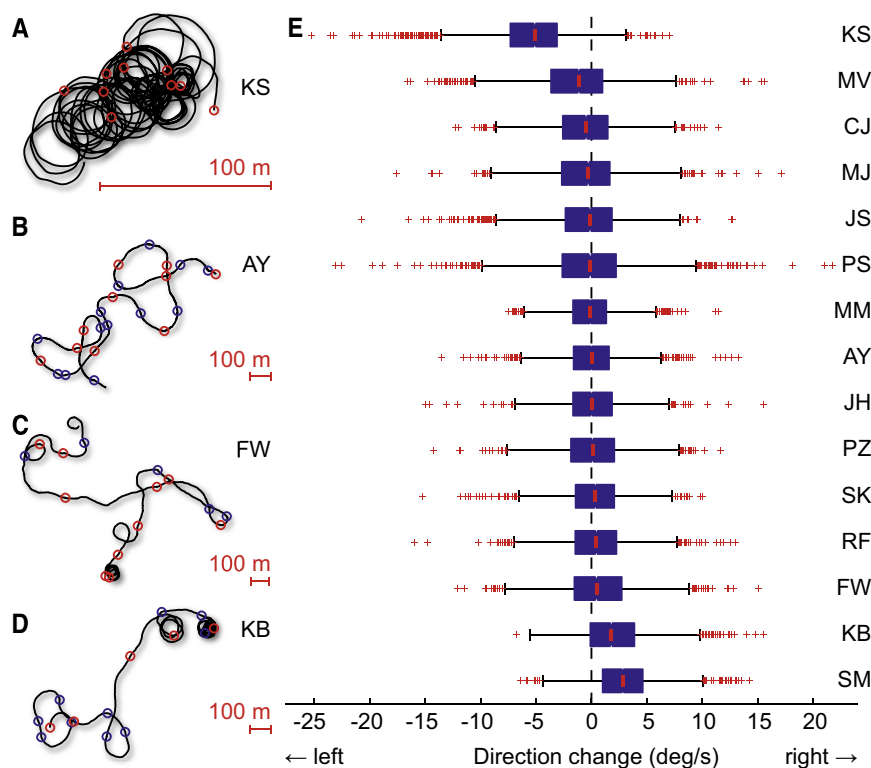 A
KS
100 m
B
AY
100 m
C
FW
100 m
D
KB
100 m
E
KS
MV
CJ
MJ
JS
PS
MM
AY
JH
PZ
SK
RF
FW
KB
SM
-25 -20 -15 -10 -5 0 5 10 15 20
← left Direction change (deg/s) right →